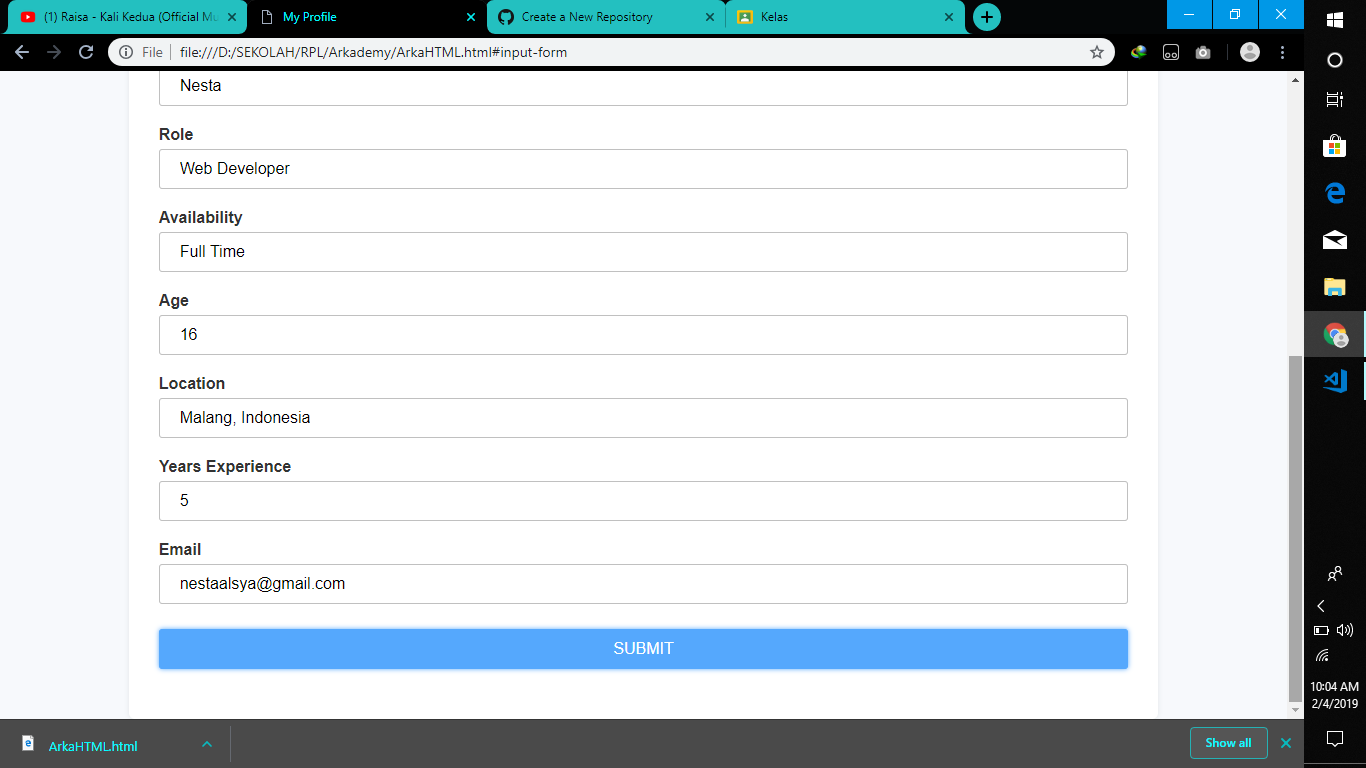 (1) Raisa - Kali Kedua (Official Mu
My Profile
Create a New Repository
Kelas
File
file:///D:/SEKOLAH/RPL/Arkademy/ArkaHTML.html#input-form
Nesta
Role
Web Developer
Availability
Full Time
Age
16
Location
Malang, Indonesia
Years Experience
5
Email
nestaalsya@gmail.com
SUBMIT
10:04 AM
2/4/2019
ArkaHTML.html
Show all